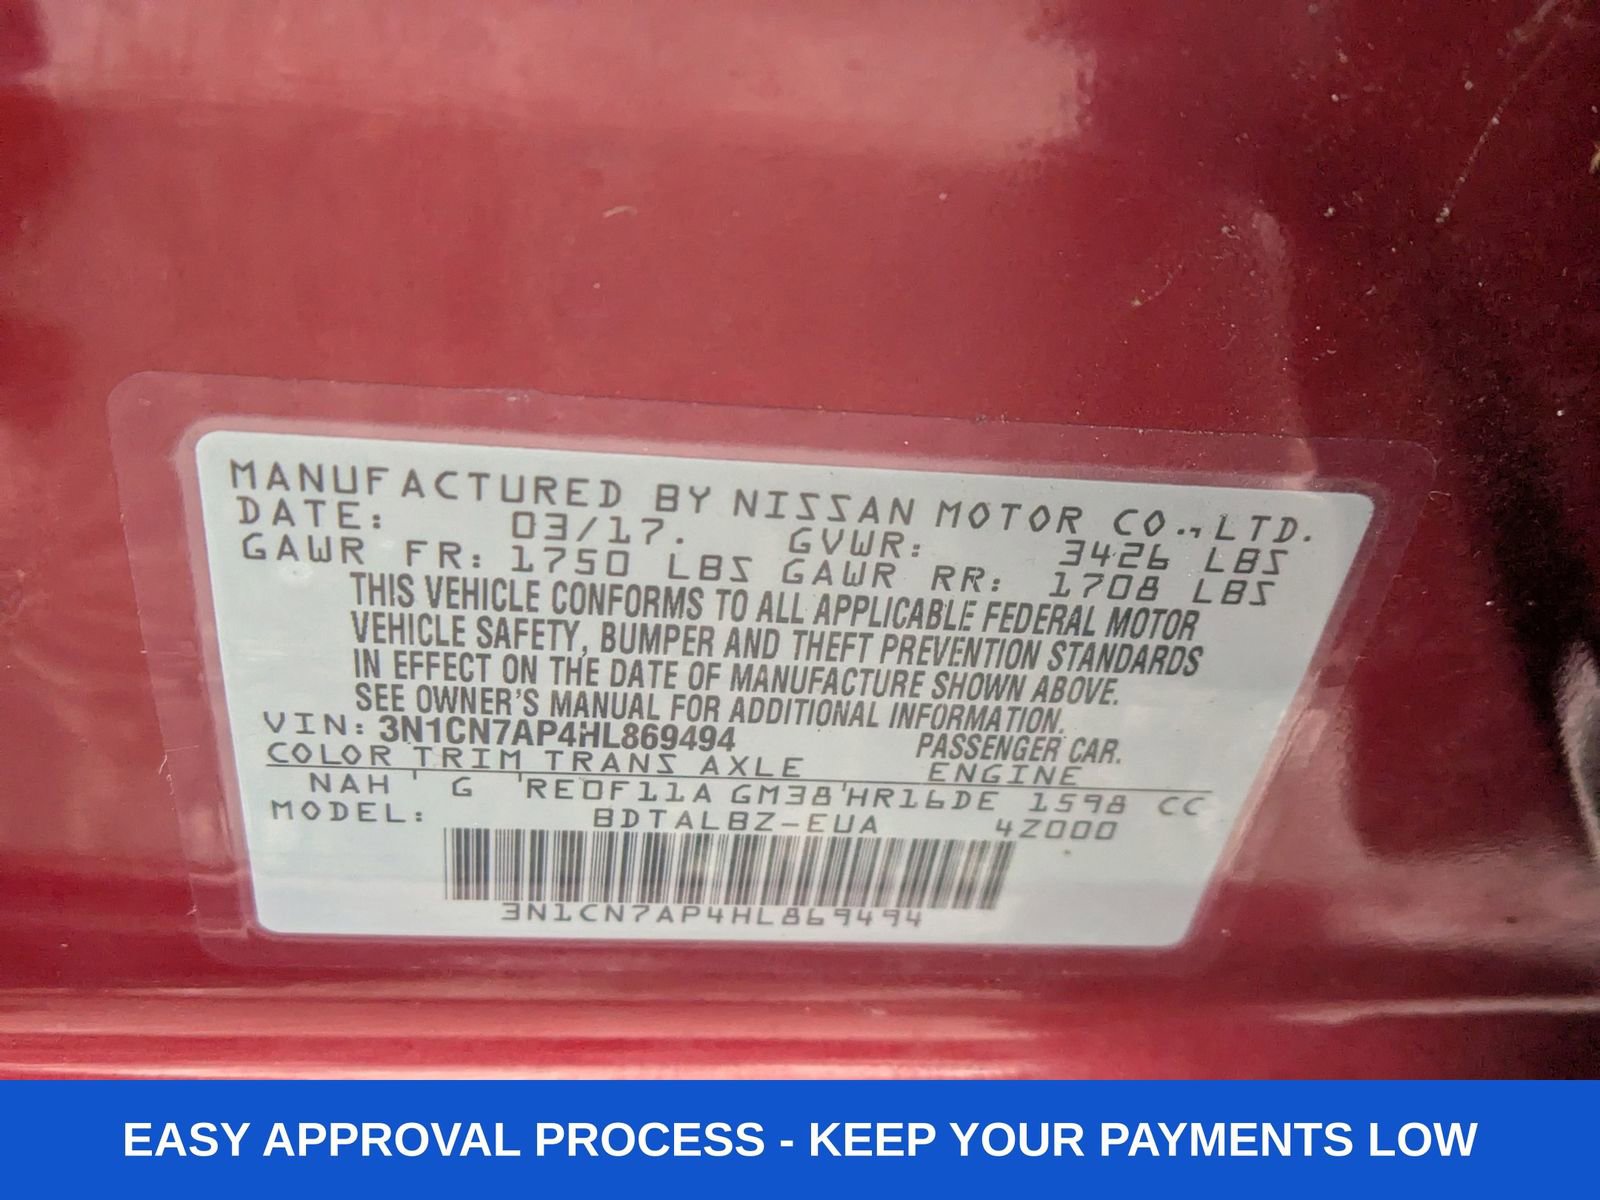 MANUFACTURED BY NISSAN MOTOR CO., LTD.
DATE: 03/17. GVWR: 3426 LBS
GAWR FR: 1750 LBS GAWR RR: 1708 LBS
THIS VEHICLE CONFORMS TO ALL APPLICABLE FEDERAL MOTOR
VEHICLE SAFETY, BUMPER AND THEFT PREVENTION STANDARDS
IN EFFECT ON THE DATE OF MANUFACTURE SHOWN ABOVE.
SEE OWNER'S MANUAL FOR ADDITIONAL INFORMATION.
VIN: 3N1CN7AP4HL869494 PASSENGER CAR.
COLOR TRIM TRANS AXLE ENGINE
NAH ' G 'RE0F11A GM38'HR16DE 1598 CC
MODEL: BDTALBZ-EUA 4Z000
3N1CN7AP4HL869494
EASY APPROVAL PROCESS - KEEP YOUR PAYMENTS LOW